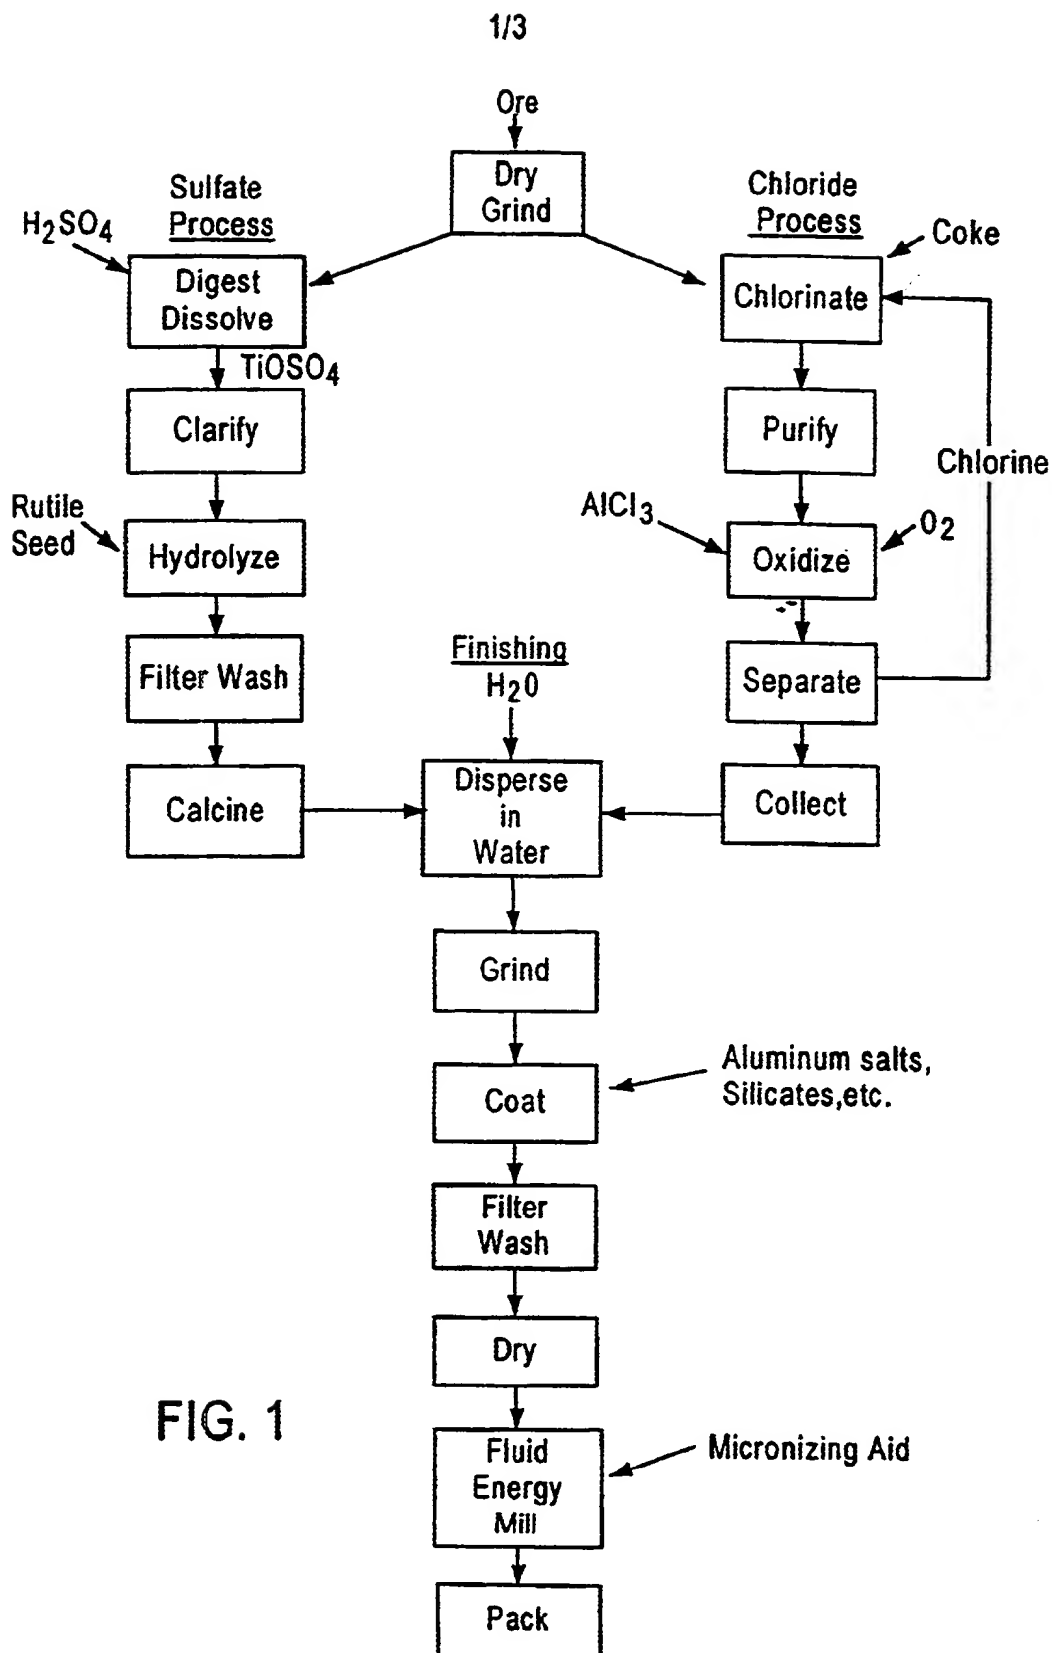 1/3
Ore
Dry
Grind
Sulfate
Process
H2SO4
Digest
Dissolve
TiOSO4
Clarify
Rutile
Seed
Hydrolyze
Filter Wash
Calcine
Chloride
Process
Coke
Chlorinate
Purify
Chlorine
AlCl3
O2
Oxidize
Separate
Collect
Finishing
H20
Disperse
in
Water
Grind
Coat
Aluminum salts,
Silicates,etc.
Filter
Wash
Dry
Fluid
Energy
Mill
Micronizing Aid
Pack
FIG. 1